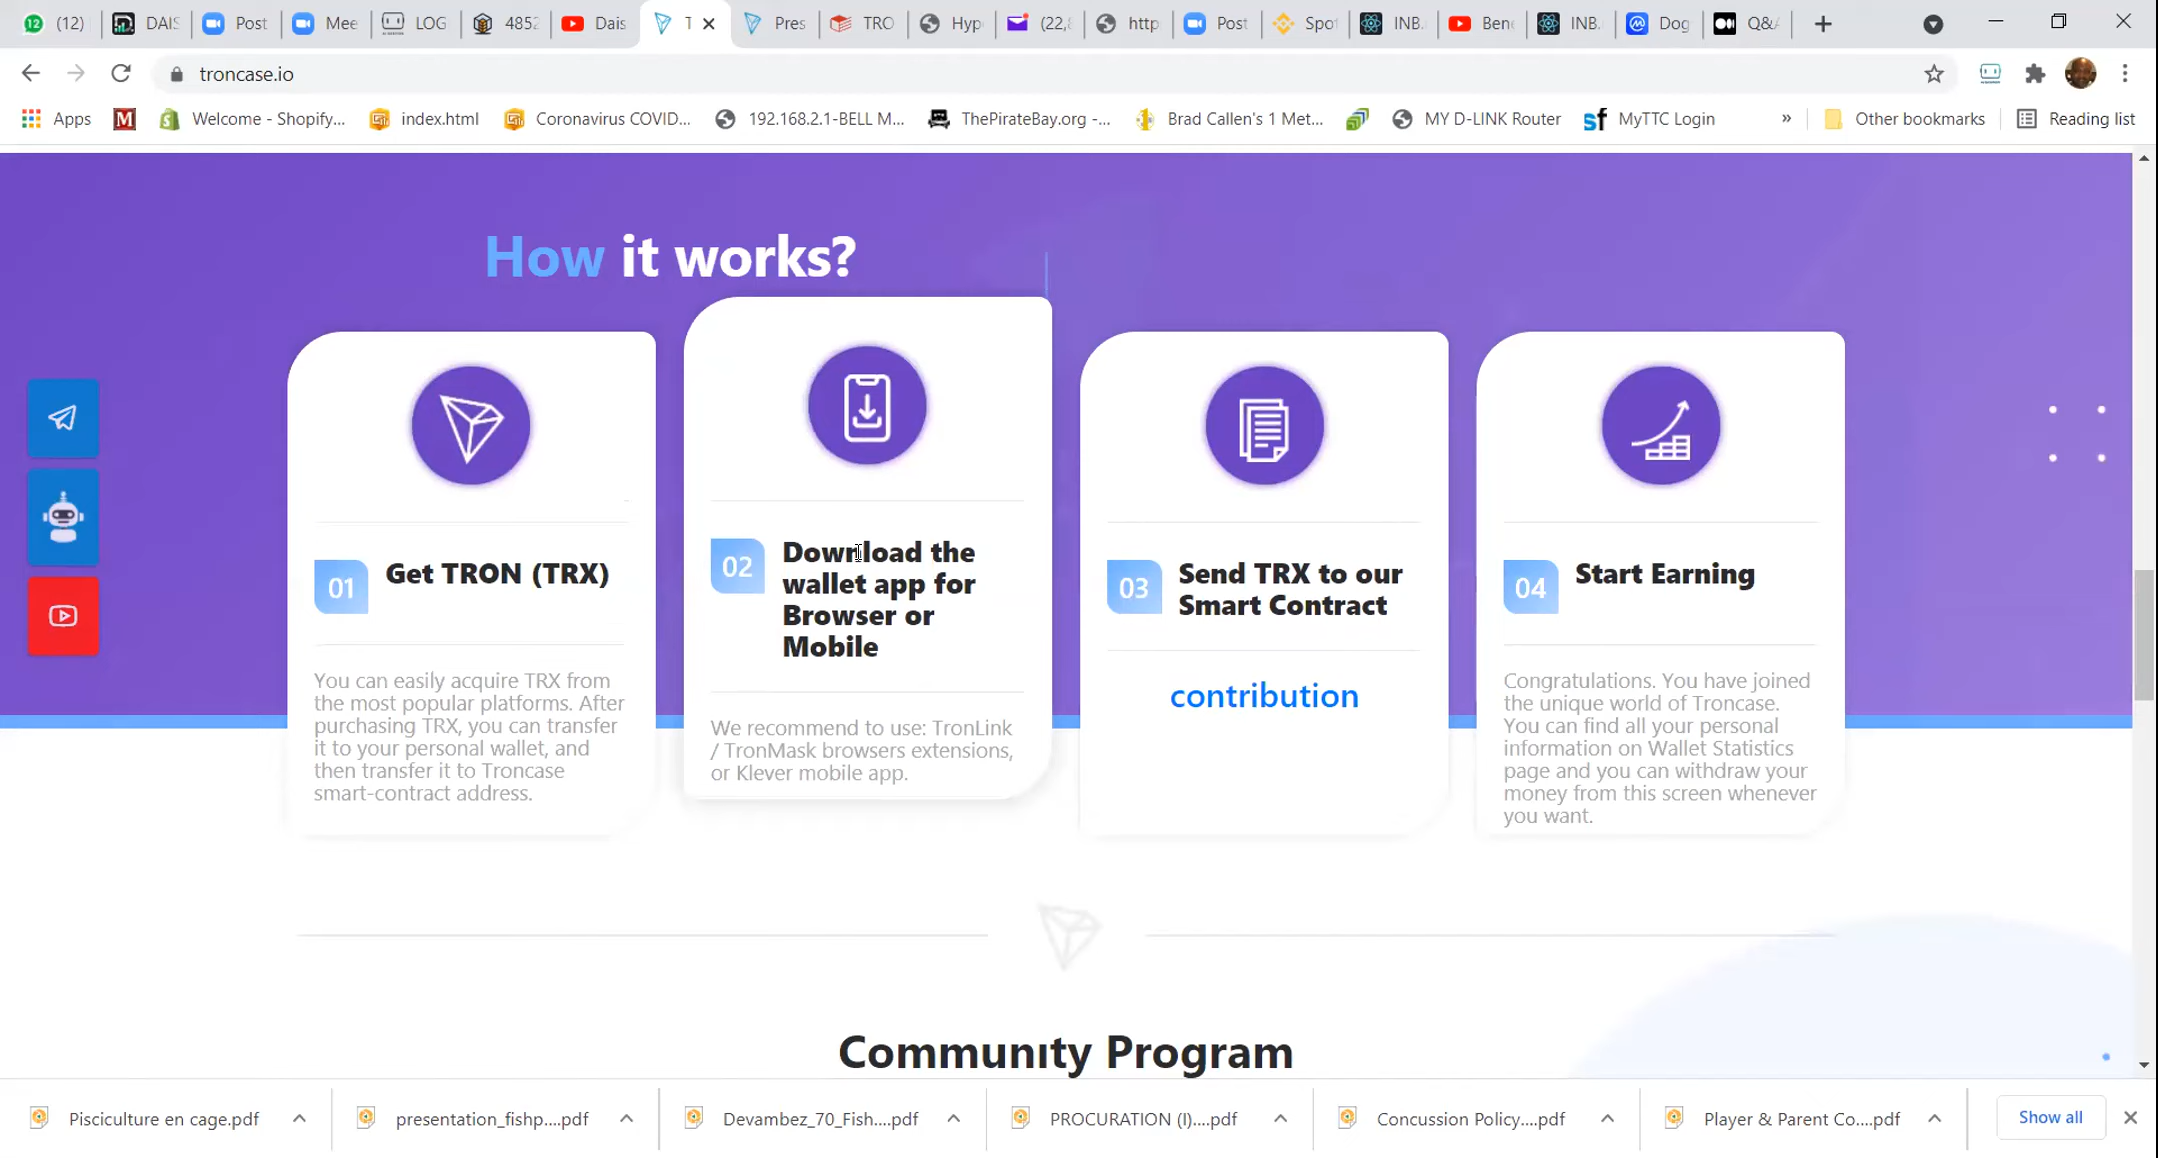 12 (12) DAIS Post Mee LOG 4852 Dais T Pres TRO Hyp (22,8 http Post Spot INB. Ben INB. Dog Q&A
troncase.io
Apps Welcome - Shopify... index.html Coronavirus COVID... 192.168.2.1-BELL M... ThePirateBay.org -... Brad Callen's 1 Met... MY D-LINK Router MyTTC Login » Other bookmarks Reading list
How it works?
01 Get TRON (TRX)
You can easily acquire TRX from
the most popular platforms. After
purchasing TRX, you can transfer
it to your personal wallet, and
then transfer it to Troncase
smart-contract address.
02 Download the
wallet app for
Browser or
Mobile
We recommend to use: TronLink
/ TronMask browsers extensions,
or Klever mobile app.
03 Send TRX to our
Smart Contract
contribution
04 Start Earning
Congratulations. You have joined
the unique world of Troncase.
You can find all your personal
information on Wallet Statistics
page and you can withdraw your
money from this screen whenever
you want.
Communıty Program
Pisciculture en cage.pdf presentation_fishp....pdf Devambez_70_Fish....pdf PROCURATION (I)....pdf Concussion Policy....pdf Player & Parent Co....pdf Show all